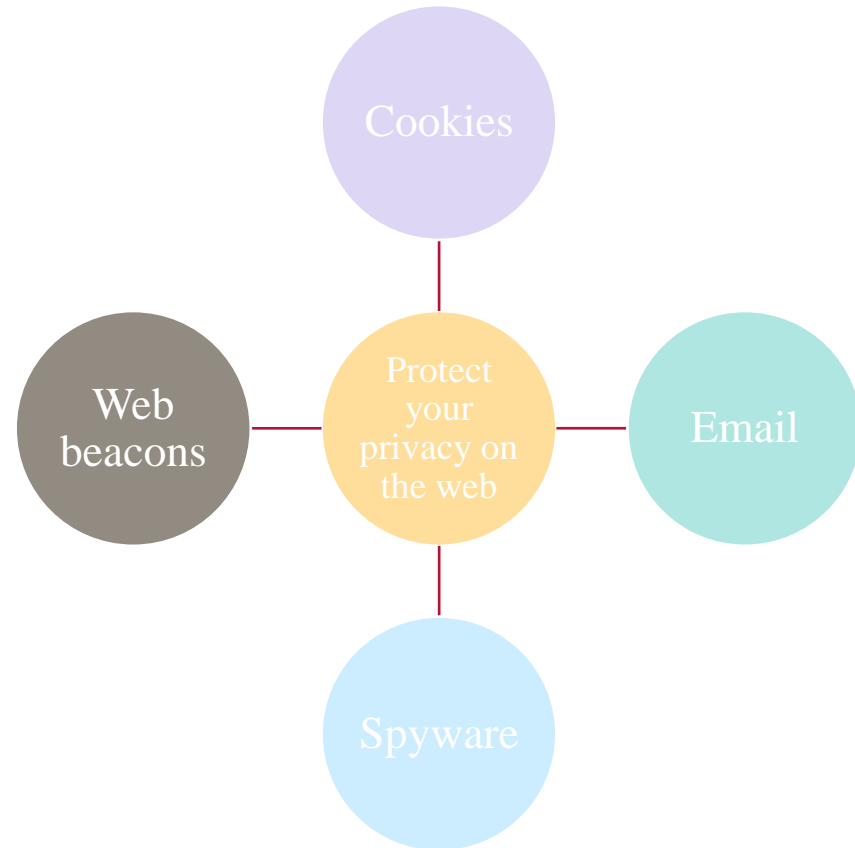 Cookies
Web
beacons
Protect
your
privacy on
the web
Email
Spyware